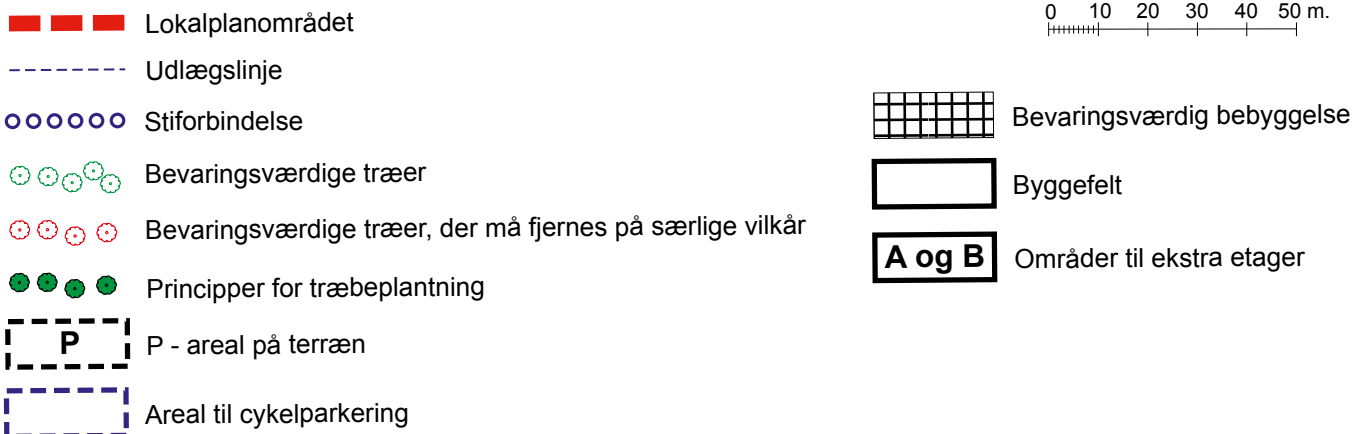 Lokalplanområdet
Udlægslinje
Stiforbindelse
Bevaringsværdige træer
Bevaringsværdige træer, der må fjernes på særlige vilkår
Principper for træbeplantning
P
P - areal på terræn
Areal til cykelparkering
0 10 20 30 40 50 m.
Bevaringsværdig bebyggelse
Byggefelt
A og B
Områder til ekstra etager